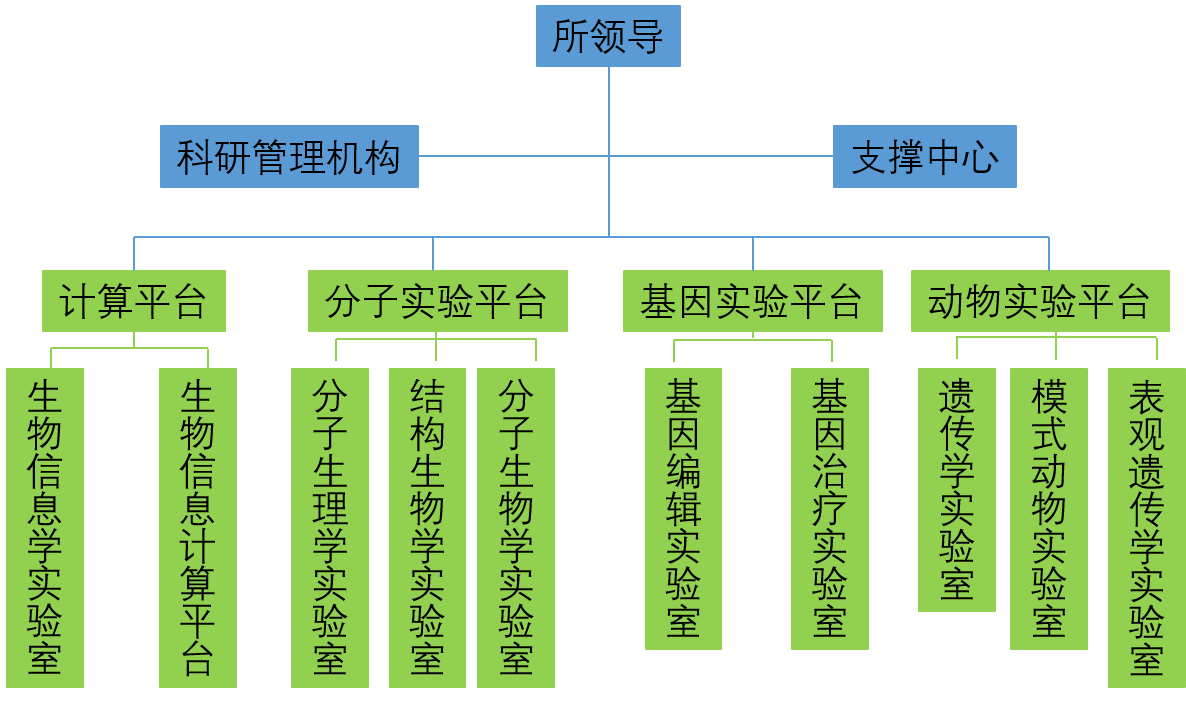 所领导
科研管理机构
支撑中心
计算平台
分子实验平台
基因实验平台
动物实验平台
生物信息学实验室
生物信息计算平台
分子生理学实验室
结构生物学实验室
分子生物学实验室
基因编辑实验室
基因治疗实验室
遗传学实验室
模式动物实验室
表观遗传学实验室